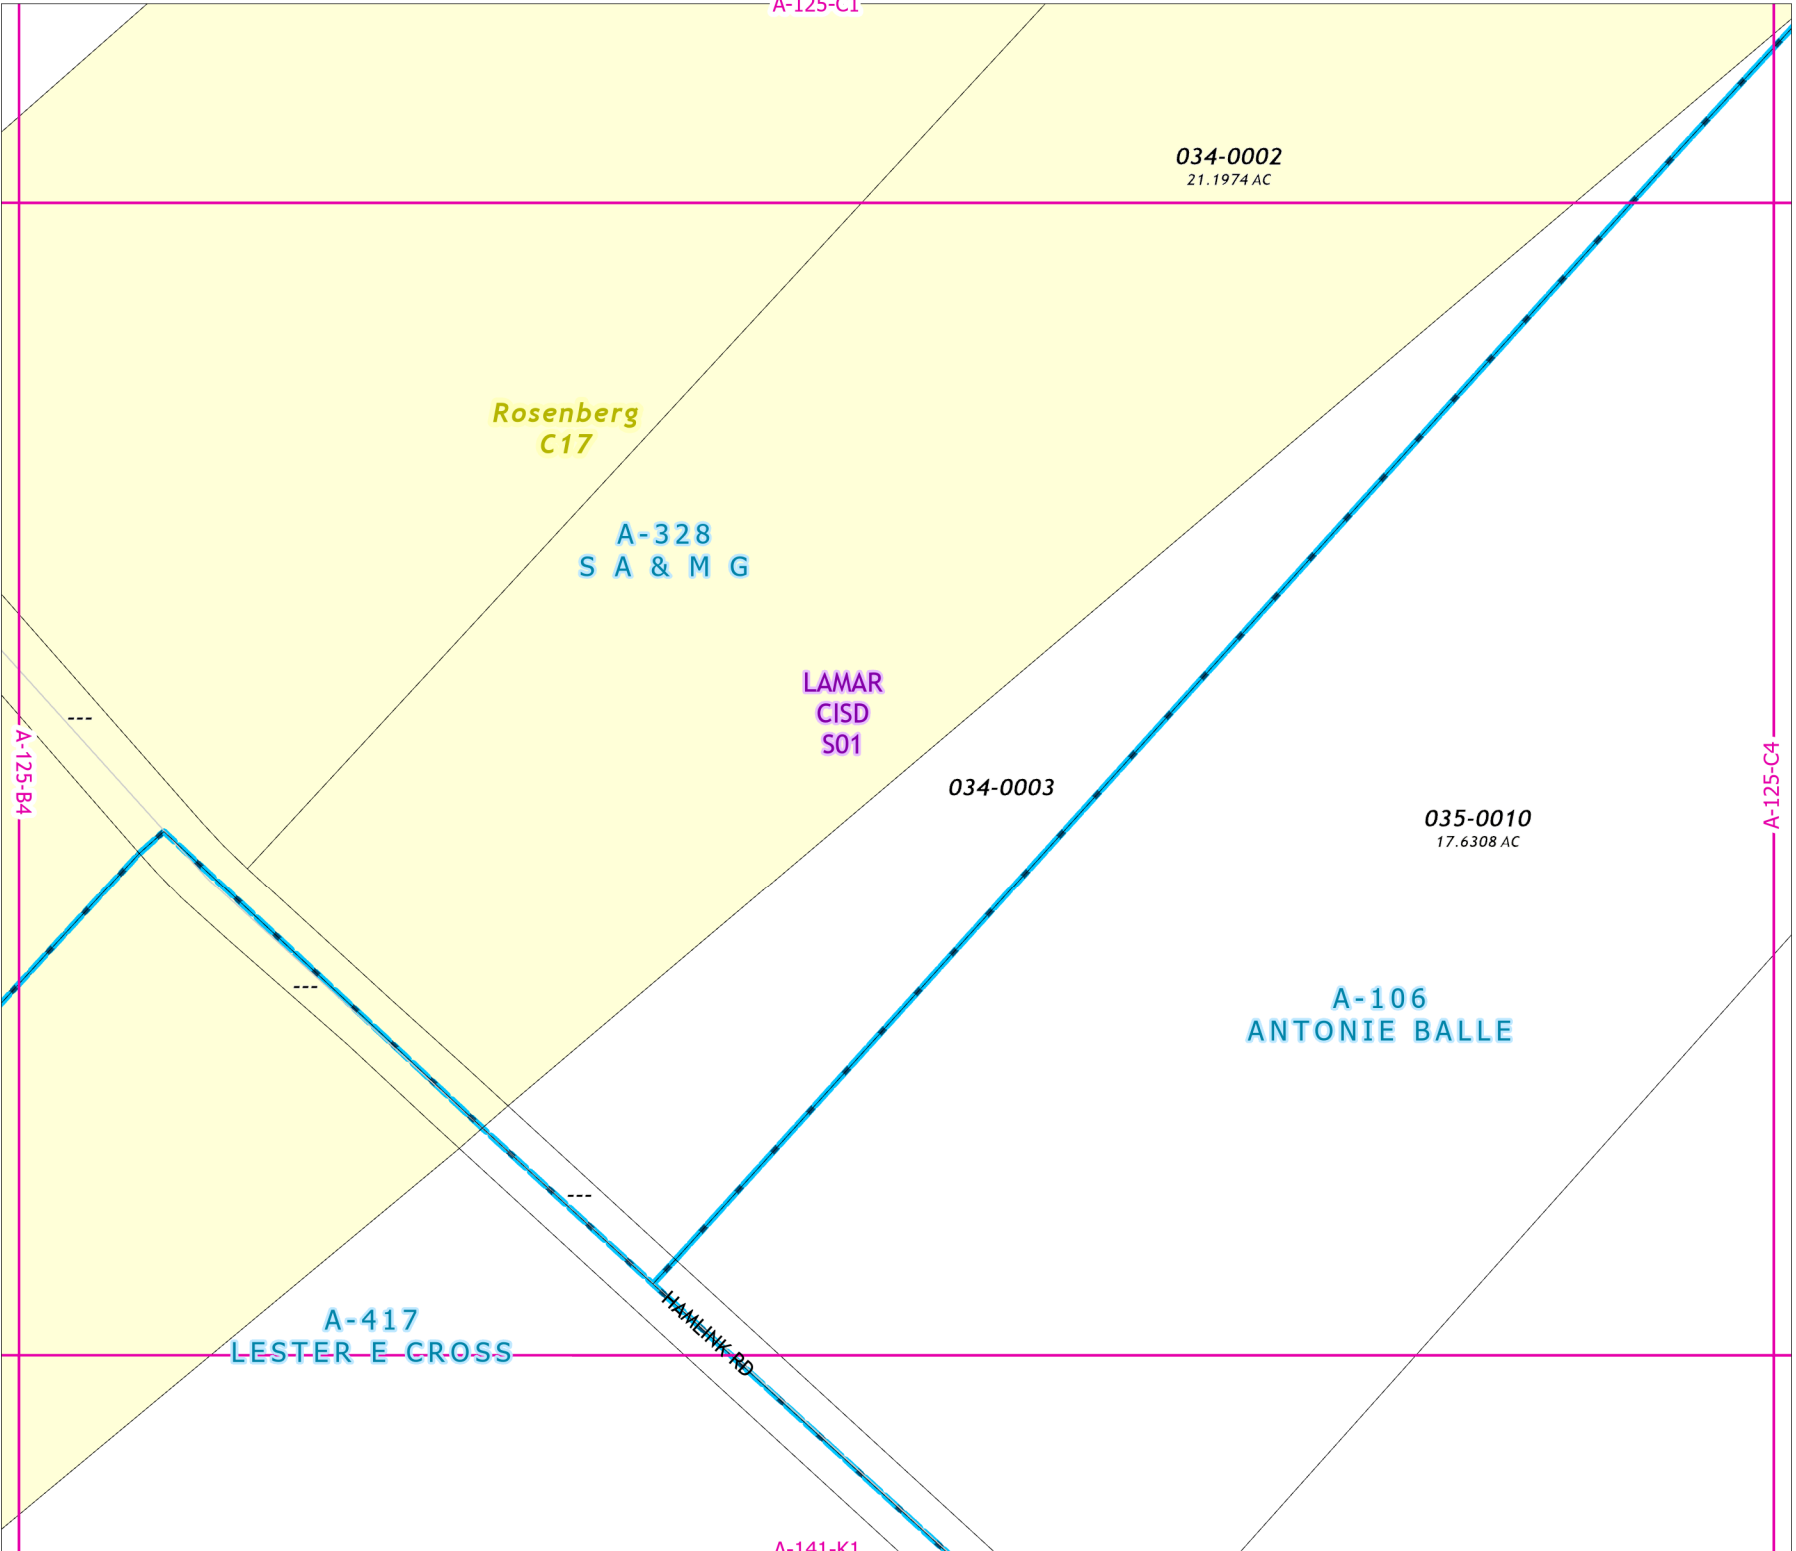 A-125-C1
034-0002
21.1974 AC
Rosenberg
C17
A-328
S A & M G
LAMAR
CISD
S01
---
A-125-B4
A-125-C4
034-0003
035-0010
17.6308 AC
---
A-106
ANTONIE BALLE
---
HAMLINK RD
A-417
LESTER E CROSS
A-141-K1